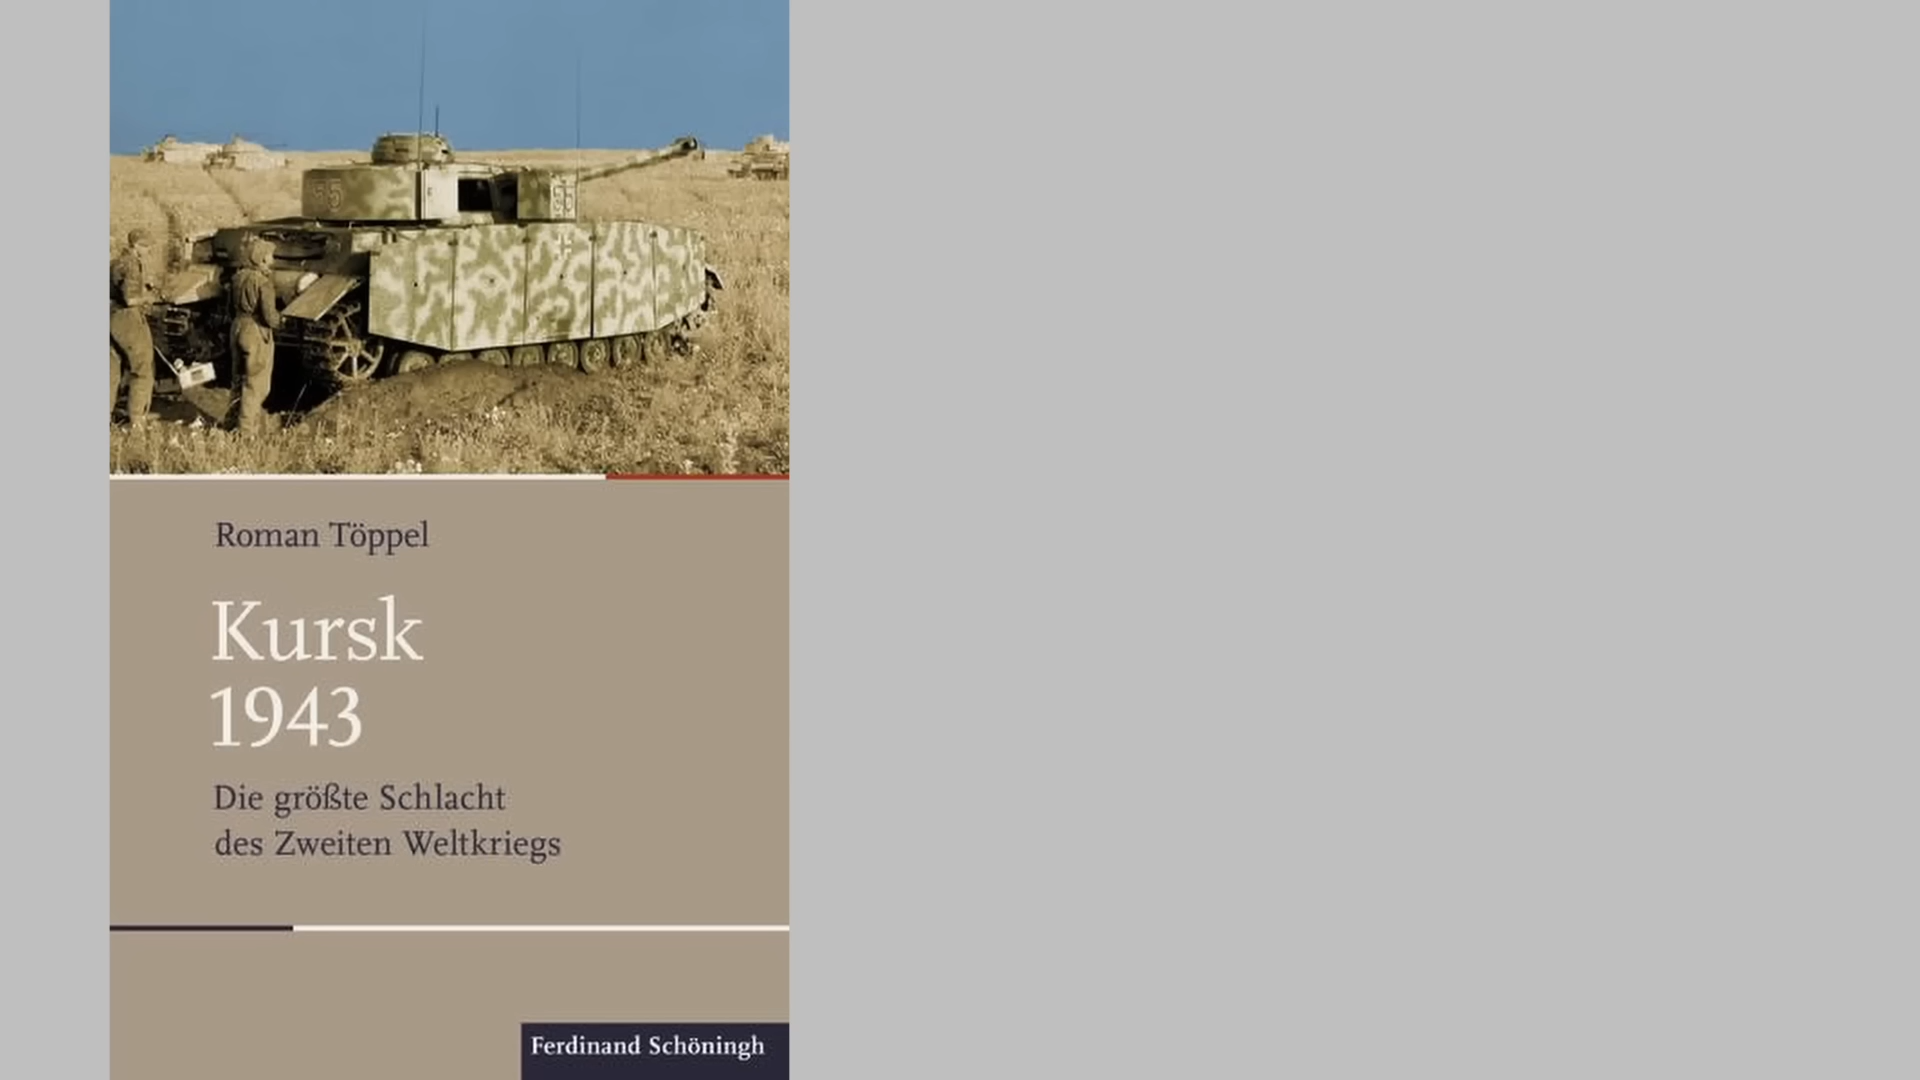 Roman Töppel
Kursk
1943
Die größte Schlacht
des Zweiten Weltkriegs
Ferdinand Schöningh